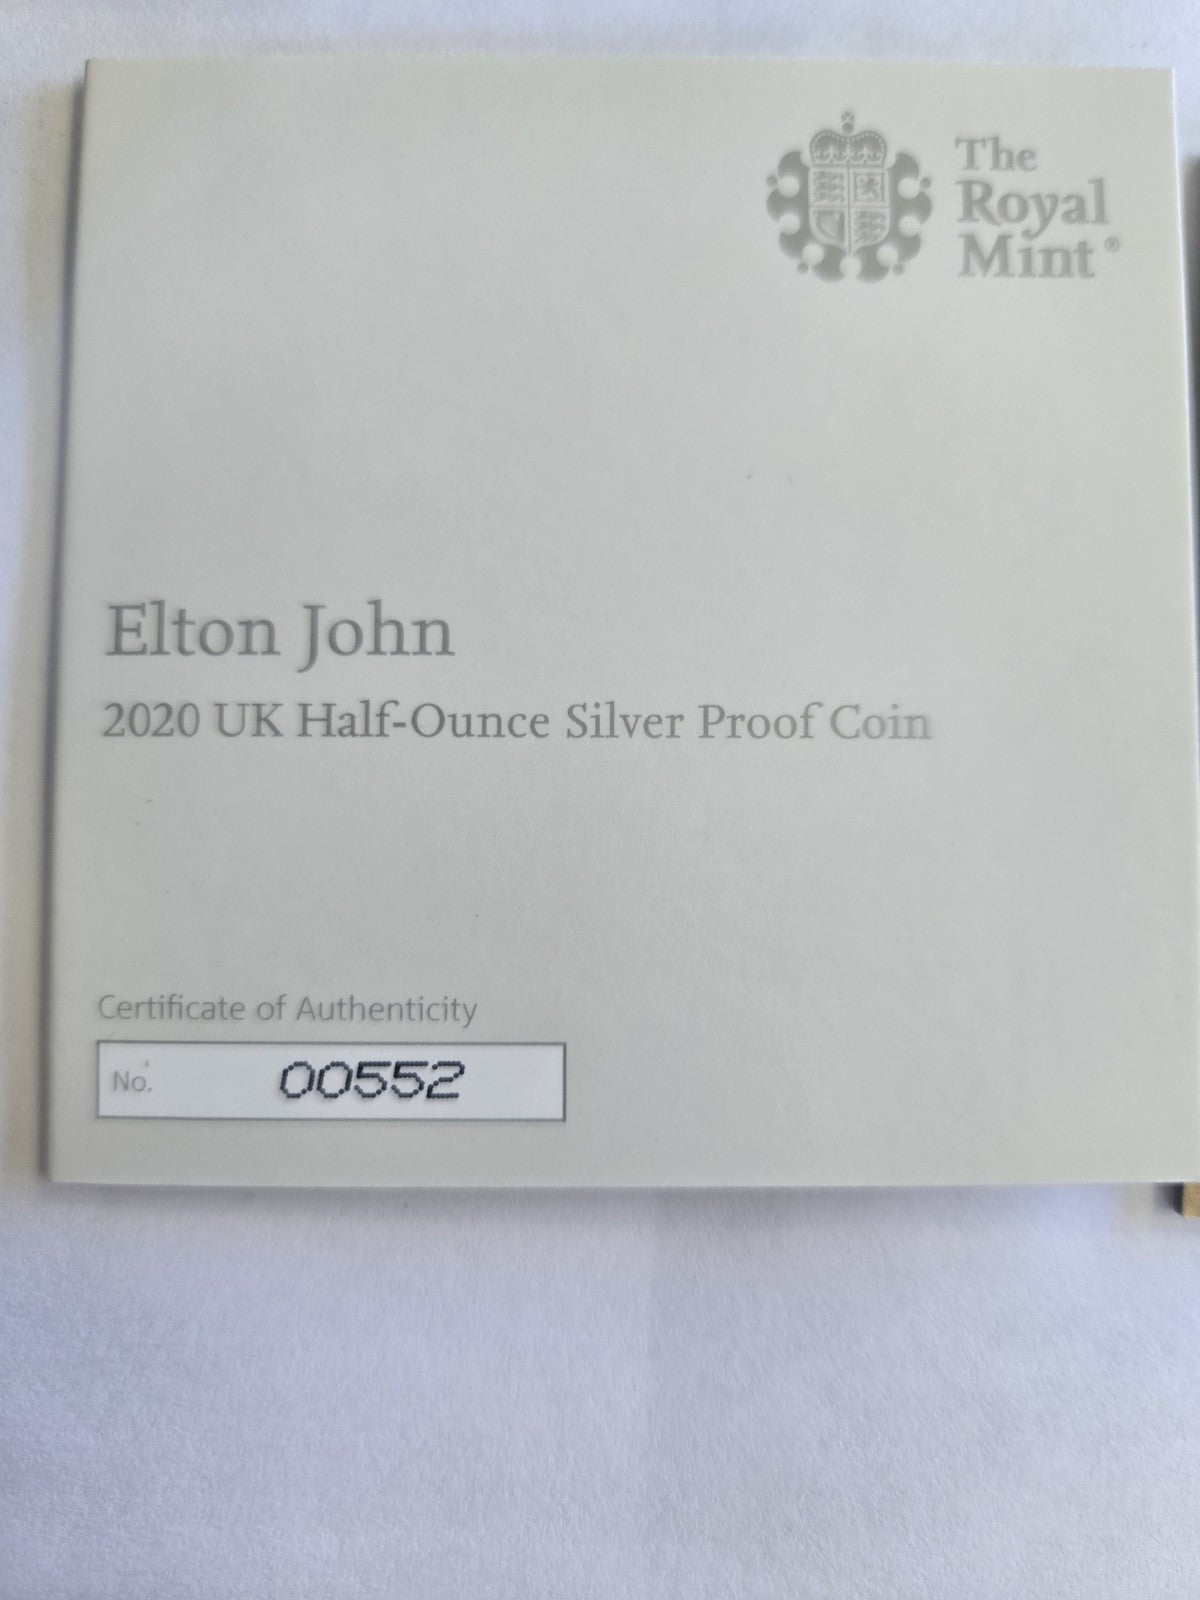 The
Royal
Mint®
Elton John
2020 UK Half-Ounce Silver Proof Coin
Certificate of Authenticity
No. 00552